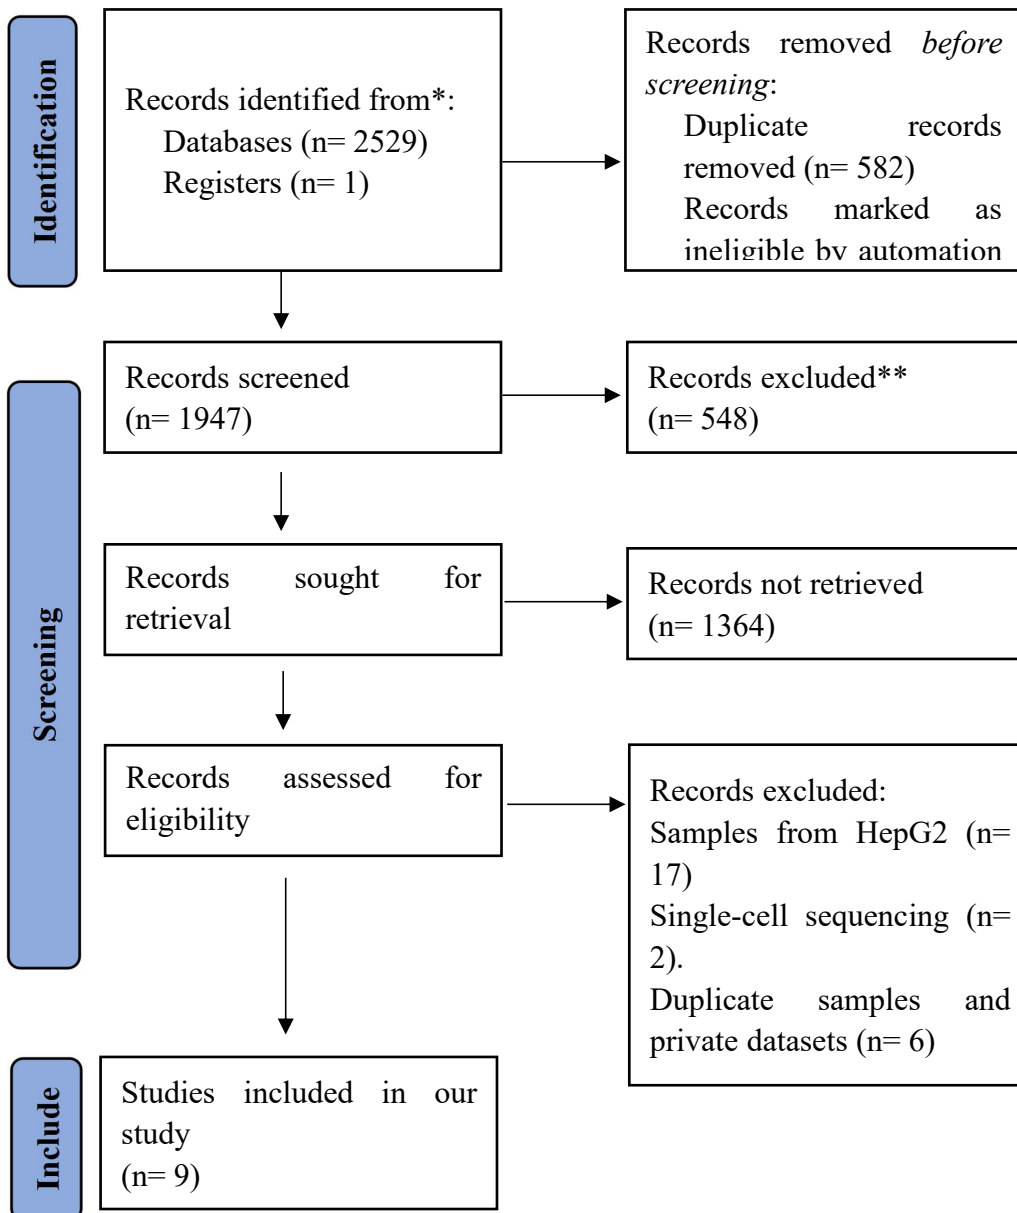 Identification
Records identified from*:
Databases (n= 2529)
Registers (n= 1)
Records removed before
screening:
Duplicate records
removed (n= 582)
Records marked as
ineligible by automation
Screening
Records screened
(n= 1947)
Records excluded**
(n= 548)
Records sought for
retrieval
Records not retrieved
(n= 1364)
Records assessed for
eligibility
Records excluded:
Samples from HepG2 (n=
17)
Single-cell sequencing (n=
2).
Duplicate samples and
private datasets (n= 6)
Include
Studies included in our
study
(n= 9)